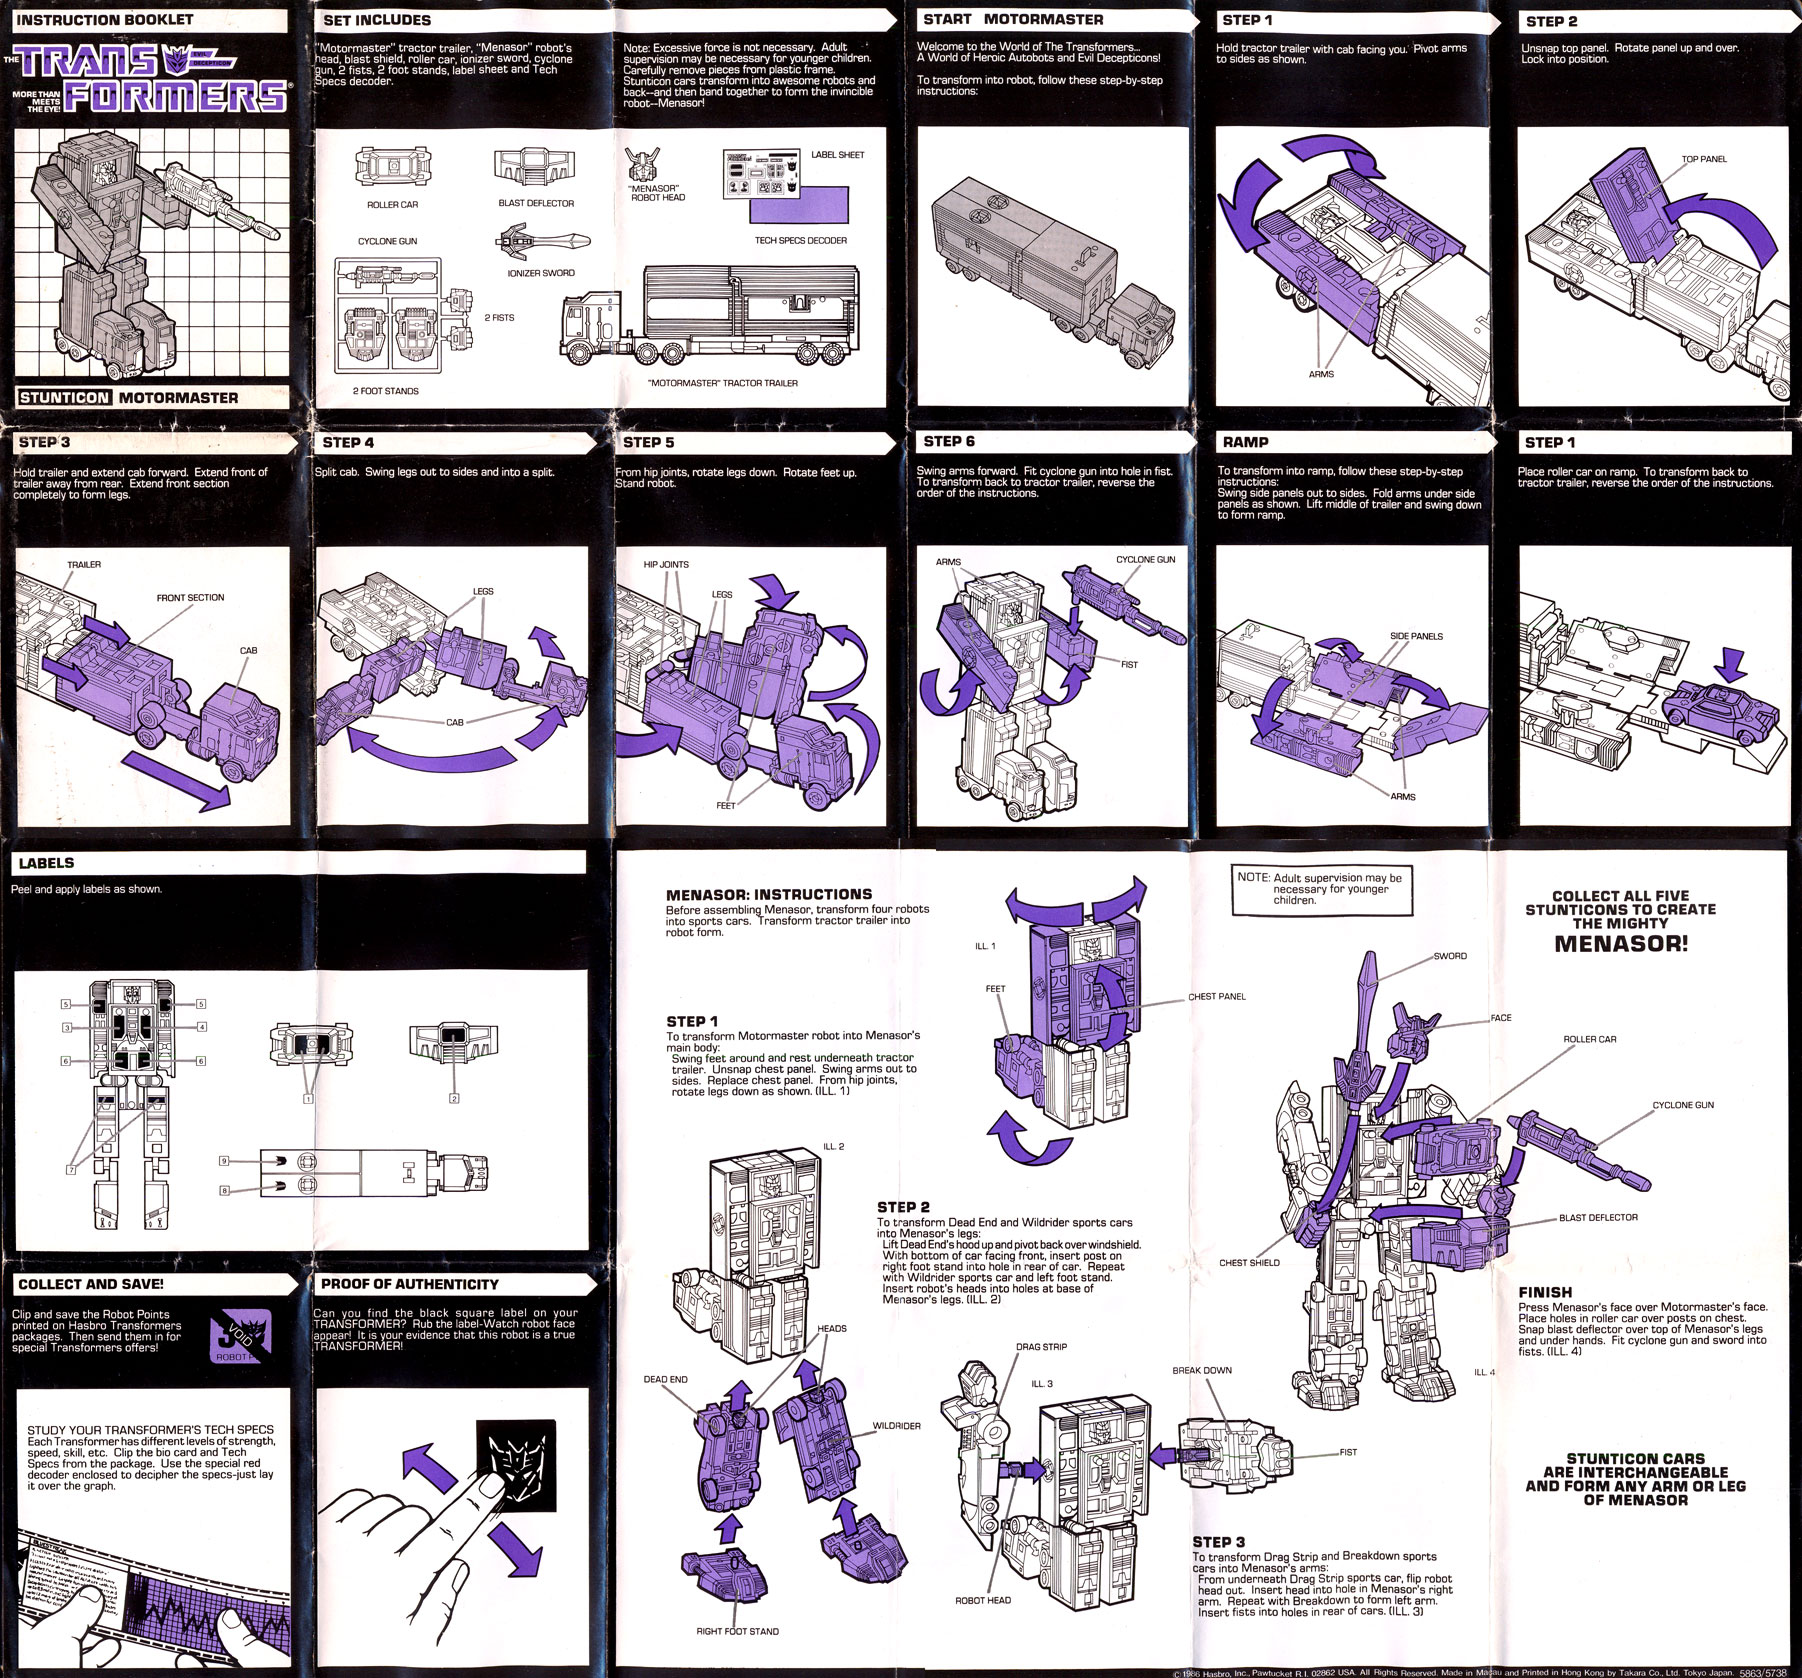 INSTRUCTION BOOKLET
THE TRANSFORMERS®
EVIL
DECEPTICON
MORE THAN
MEETS
THE EYE!
STUNTICON MOTORMASTER
SET INCLUDES
"Motormaster" tractor trailer, "Menasor" robot's
head, blast shield, roller car, ionizer sword, cyclone
gun, 2 fists, 2 foot stands, label sheet and Tech
Specs decoder.
Note: Excessive force is not necessary. Adult
supervision may be necessary for younger children.
Carefully remove pieces from plastic frame.
Stunticon cars transform into awesome robots and
back--and then band together to form the invincible
robot--Menasor!
ROLLER CAR
BLAST DEFLECTOR
"MENASOR"
ROBOT HEAD
LABEL SHEET
TECH SPECS DECODER
CYCLONE GUN
IONIZER SWORD
2 FISTS
2 FOOT STANDS
"MOTORMASTER" TRACTOR TRAILER
START MOTORMASTER
Welcome to the World of The Transformers...
A World of Heroic Autobots and Evil Decepticons!
To transform into robot, follow these step-by-step
instructions:
STEP 1
Hold tractor trailer with cab facing you. Pivot arms
to sides as shown.
ARMS
STEP 2
Unsnap top panel. Rotate panel up and over.
Lock into position.
TOP PANEL
STEP 3
Hold trailer and extend cab forward. Extend front of
trailer away from rear. Extend front section
completely to form legs.
TRAILER
FRONT SECTION
CAB
STEP 4
Split cab. Swing legs out to sides and into a split.
LEGS
CAB
STEP 5
From hip joints, rotate legs down. Rotate feet up.
Stand robot.
HIP JOINTS
LEGS
FEET
STEP 6
Swing arms forward. Fit cyclone gun into hole in fist.
To transform back to tractor trailer, reverse the
order of the instructions.
ARMS
CYCLONE GUN
FIST
RAMP
To transform into ramp, follow these step-by-step
instructions:
Swing side panels out to sides. Fold arms under side
panels as shown. Lift middle of trailer and swing down
to form ramp.
SIDE PANELS
ARMS
STEP 1
Place roller car on ramp. To transform back to
tractor trailer, reverse the order of the instructions.
LABELS
Peel and apply labels as shown.
5
5
3
4
6
6
7
1
2
9
8
MENASOR: INSTRUCTIONS
Before assembling Menasor, transform four robots
into sports cars. Transform tractor trailer into
robot form.
STEP 1
To transform Motormaster robot into Menasor's
main body:
Swing feet around and rest underneath tractor
trailer. Unsnap chest panel. Swing arms out to
sides. Replace chest panel. From hip joints,
rotate legs down as shown. (ILL. 1)
ILL. 1
FEET
CHEST PANEL
NOTE: Adult supervision may be
necessary for younger
children.
COLLECT ALL FIVE
STUNTICONS TO CREATE
THE MIGHTY
MENASOR!
SWORD
FACE
ROLLER CAR
CYCLONE GUN
BLAST DEFLECTOR
CHEST SHIELD
ILL. 4
ILL. 2
STEP 2
To transform Dead End and Wildrider sports cars
into Menasor's legs:
Lift Dead End's hood up and pivot back over windshield.
With bottom of car facing front, insert post on
right foot stand into hole in rear of car. Repeat
with Wildrider sports car and left foot stand.
Insert robot's heads into holes at base of
Menasor's legs. (ILL. 2)
HEADS
DEAD END
WILDRIDER
RIGHT FOOT STAND
FINISH
Press Menasor's face over Motormaster's face.
Place holes in roller car over posts on chest.
Snap blast deflector over top of Menasor's legs
and under hands. Fit cyclone gun and sword into
fists. (ILL. 4)
DRAG STRIP
ILL. 3
BREAK DOWN
FIST
ROBOT HEAD
STEP 3
To transform Drag Strip and Breakdown sports
cars into Menasor's arms:
From underneath Drag Strip sports car, flip robot
head out. Insert head into hole in Menasor's right
arm. Repeat with Breakdown to form left arm.
Insert fists into holes in rear of cars. (ILL. 3)
STUNTICON CARS
ARE INTERCHANGEABLE
AND FORM ANY ARM OR LEG
OF MENASOR
COLLECT AND SAVE!
Clip and save the Robot Points
printed on Hasbro Transformers
packages. Then send them in for
special Transformers offers!
VOID
ROBOT P
STUDY YOUR TRANSFORMER'S TECH SPECS
Each Transformer has different levels of strength,
speed, skill, etc. Clip the bio card and Tech
Specs from the package. Use the special red
decoder enclosed to decipher the specs-just lay
it over the graph.
PROOF OF AUTHENTICITY
Can you find the black square label on your
TRANSFORMER? Rub the label-Watch robot face
appear! It is your evidence that this robot is a true
TRANSFORMER!
© 1986 Hasbro, Inc., Pawtucket R.I. 02862 USA. All Rights Reserved. Made in Macau and Printed in Hong Kong by Takara Co., Ltd. Tokyo Japan. 5863/5738